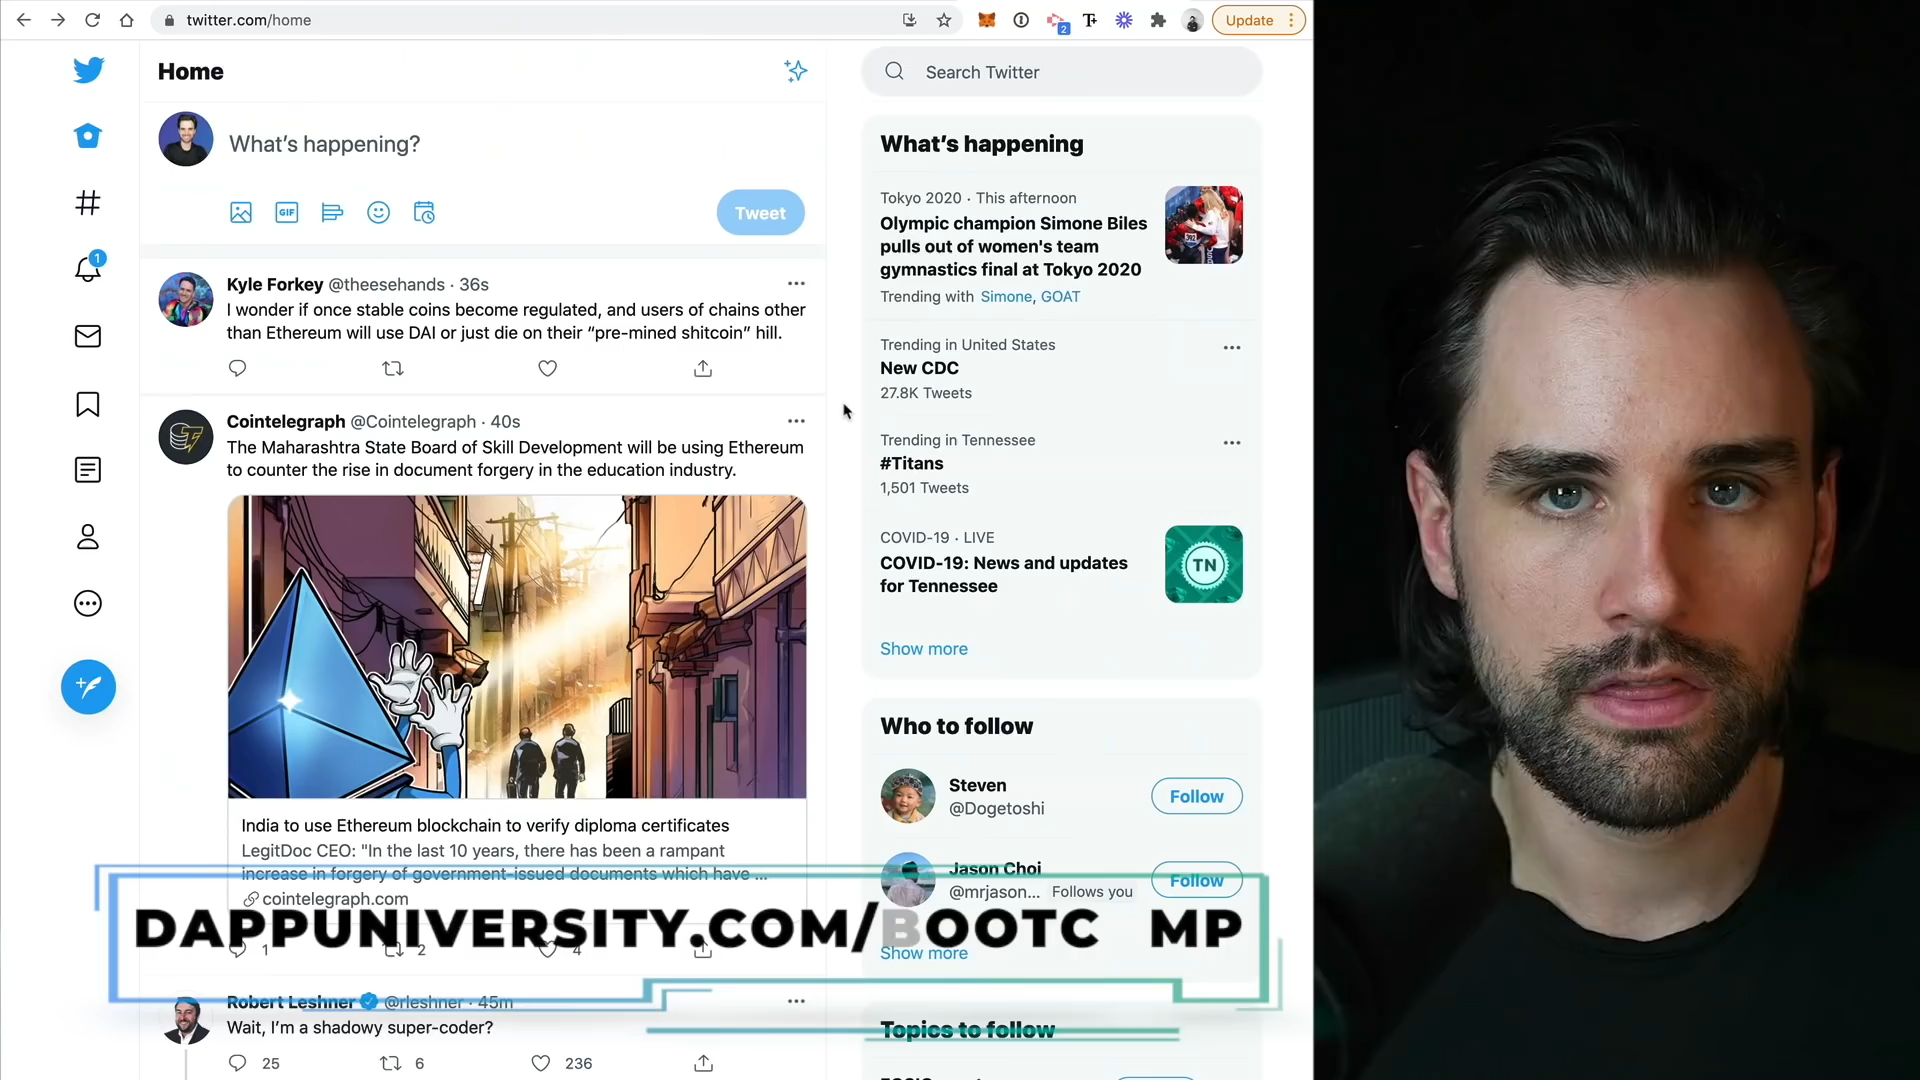 twitter.com/home
2
Update
Home
What's happening?
GIF
Tweet
1
Kyle Forkey @theesehands · 36s
I wonder if once stable coins become regulated, and users of chains other
than Ethereum will use DAI or just die on their “pre-mined shitcoin” hill.
Cointelegraph @Cointelegraph · 40s
The Maharashtra State Board of Skill Development will be using Ethereum
to counter the rise in document forgery in the education industry.
India to use Ethereum blockchain to verify diploma certificates
LegitDoc CEO: "In the last 10 years, there has been a rampant
increase in forgery of government-issued documents which have ...
cointelegraph.com
1
2
4
Robert Leshner @rleshner · 45m
Wait, I'm a shadowy super-coder?
25
6
236
Search Twitter
What's happening
Tokyo 2020 · This afternoon
Olympic champion Simone Biles
pulls out of women's team
gymnastics final at Tokyo 2020
Trending with Simone, GOAT
Trending in United States
New CDC
27.8K Tweets
Trending in Tennessee
#Titans
1,501 Tweets
COVID-19 · LIVE
COVID-19: News and updates
for Tennessee
TN
Show more
Who to follow
Steven
@Dogetoshi
Follow
Jason Choi
@mrjason... Follows you
Follow
Show more
Topics to follow
DAPPUNIVERSITY.COM/BOOTC MP